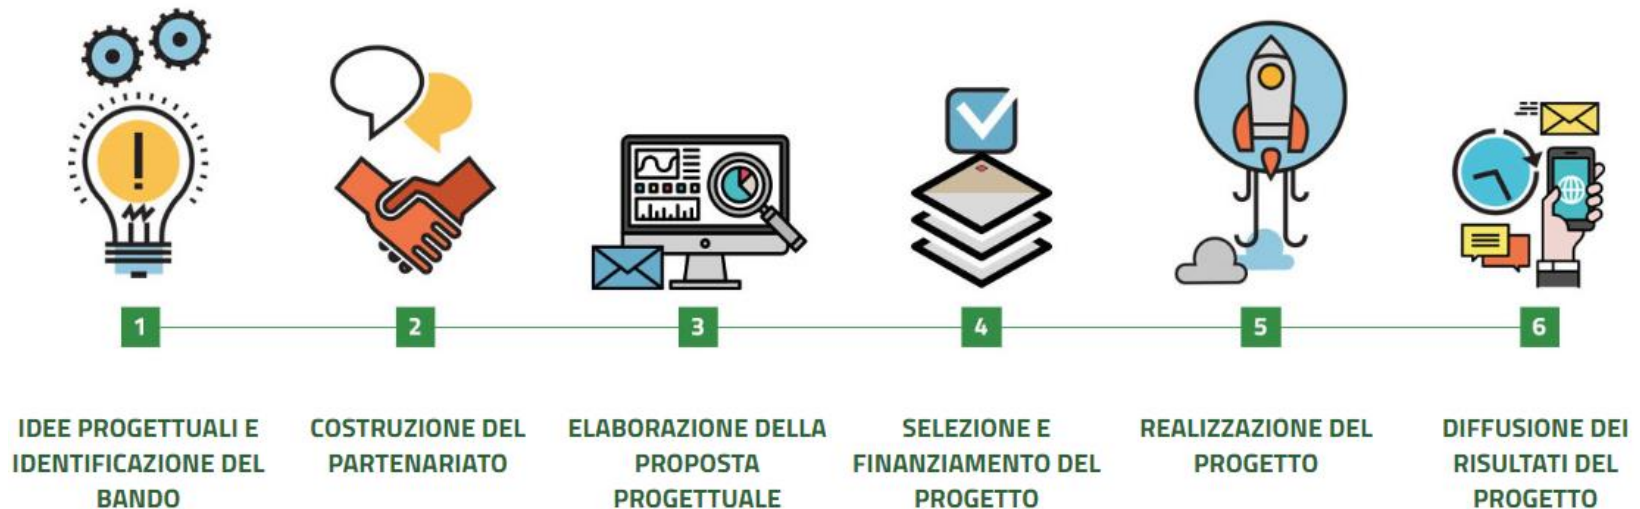 1
2
3
4
5
6
IDEE PROGETTUALI E
IDENTIFICAZIONE DEL
BANDO
COSTRUZIONE DEL
PARTENARIATO
ELABORAZIONE DELLA
PROPOSTA
PROGETTUALE
SELEZIONE E
FINANZIAMENTO DEL
PROGETTO
REALIZZAZIONE DEL
PROGETTO
DIFFUSIONE DEI
RISULTATI DEL
PROGETTO